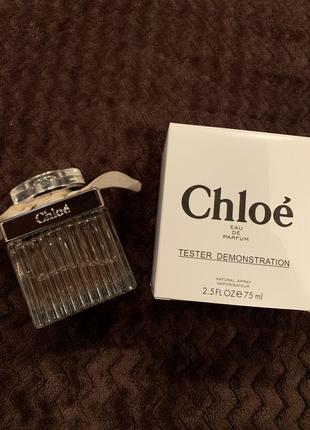 Chloé
Chloé
EAU
DE
PARFUM
TESTER DEMONSTRATION
NATURAL SPRAY
VAPORISATEUR
2.5 FL OZ℮75 ml